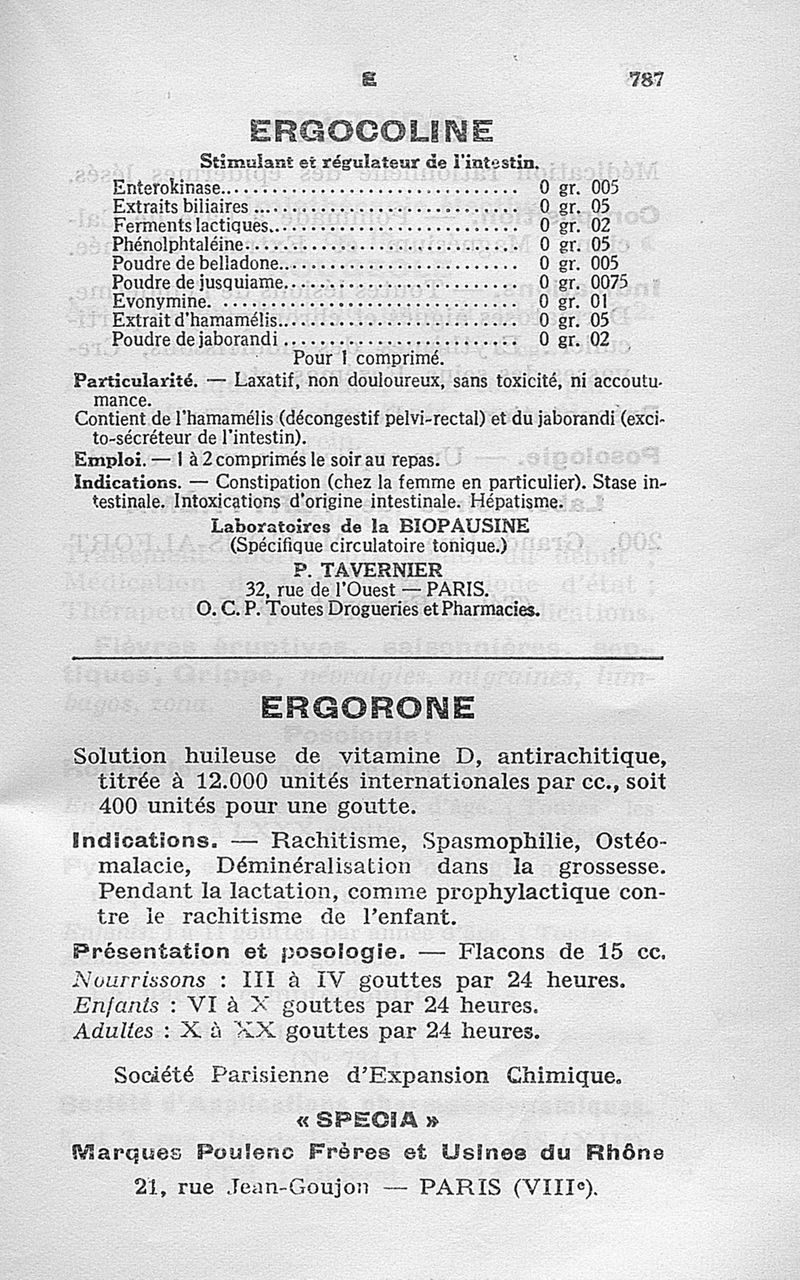 E 787
ERGOCOLINE
Stimulant et régulateur de l'intestin.
Enterokinase.............................. 0 gr. 005
Extraits biliaires .............................. 0 gr. 05
Ferments lactiques.............................. 0 gr. 02
Phénolphtaléine.............................. 0 gr. 05
Poudre de belladone.............................. 0 gr. 005
Poudre de jusquiame.............................. 0 gr. 0075
Evonymine.............................. 0 gr. 01
Extrait d'hamamélis.............................. 0 gr. 05
Poudre de jaborandi .............................. 0 gr. 02
Pour 1 comprimé.
Particularité. — Laxatif, non douloureux, sans toxicité, ni accoutu-
mance.
Contient de l'hamamélis (décongestif pelvi-rectal) et du jaborandi (exci-
to-sécréteur de l'intestin).
Emploi. — 1 à 2 comprimés le soir au repas.
Indications. — Constipation (chez la femme en particulier). Stase in-
testinale. Intoxications d'origine intestinale. Hépatisme.
Laboratoires de la BIOPAUSINE
(Spécifique circulatoire tonique.)
P. TAVERNIER
32, rue de l'Ouest — PARIS.
O. C. P. Toutes Drogueries et Pharmacies.
ERGORONE
Solution huileuse de vitamine D, antirachitique,
titrée à 12.000 unités internationales par cc., soit
400 unités pour une goutte.
Indications. — Rachitisme, Spasmophilie, Ostéo-
malacie, Déminéralisation dans la grossesse.
Pendant la lactation, comme prophylactique con-
tre le rachitisme de l'enfant.
Présentation et posologie. — Flacons de 15 cc.
Nourrissons : III à IV gouttes par 24 heures.
Enfants : VI à X gouttes par 24 heures.
Adultes : X à XX gouttes par 24 heures.
Société Parisienne d'Expansion Chimique.
« SPECIA »
Marques Poulenc Frères et Usines du Rhône
21, rue Jean-Goujon — PARIS (VIIIe).